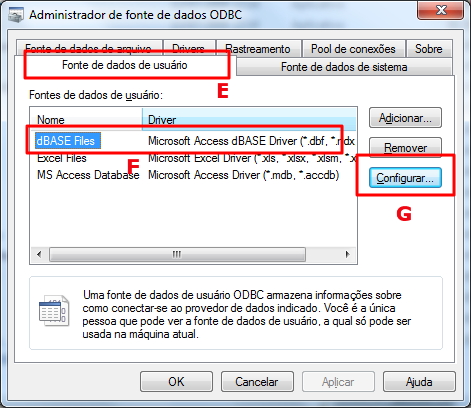 Administrador de fonte de dados ODBC
Fonte de dados de arquivo Drivers Rastreamento Pool de conexões Sobre
Fonte de dados de usuário Fonte de dados de sistema
E
Fontes de dados de usuário:
Nome Driver
dBASE Files Microsoft Access dBASE Driver (*.dbf, *.ndx
Excel Files Microsoft Excel Driver (*.xls, *.xlsx, *.xlsm, *.x
MS Access Database Microsoft Access Driver (*.mdb, *.accdb)
F
Adicionar...
Remover
Configurar...
G
Uma fonte de dados de usuário ODBC armazena informações sobre
como conectar-se ao provedor de dados indicado. Você é a única
pessoa que pode ver a fonte de dados de usuário, a qual só pode ser
usada na máquina atual.
OK Cancelar Aplicar Ajuda